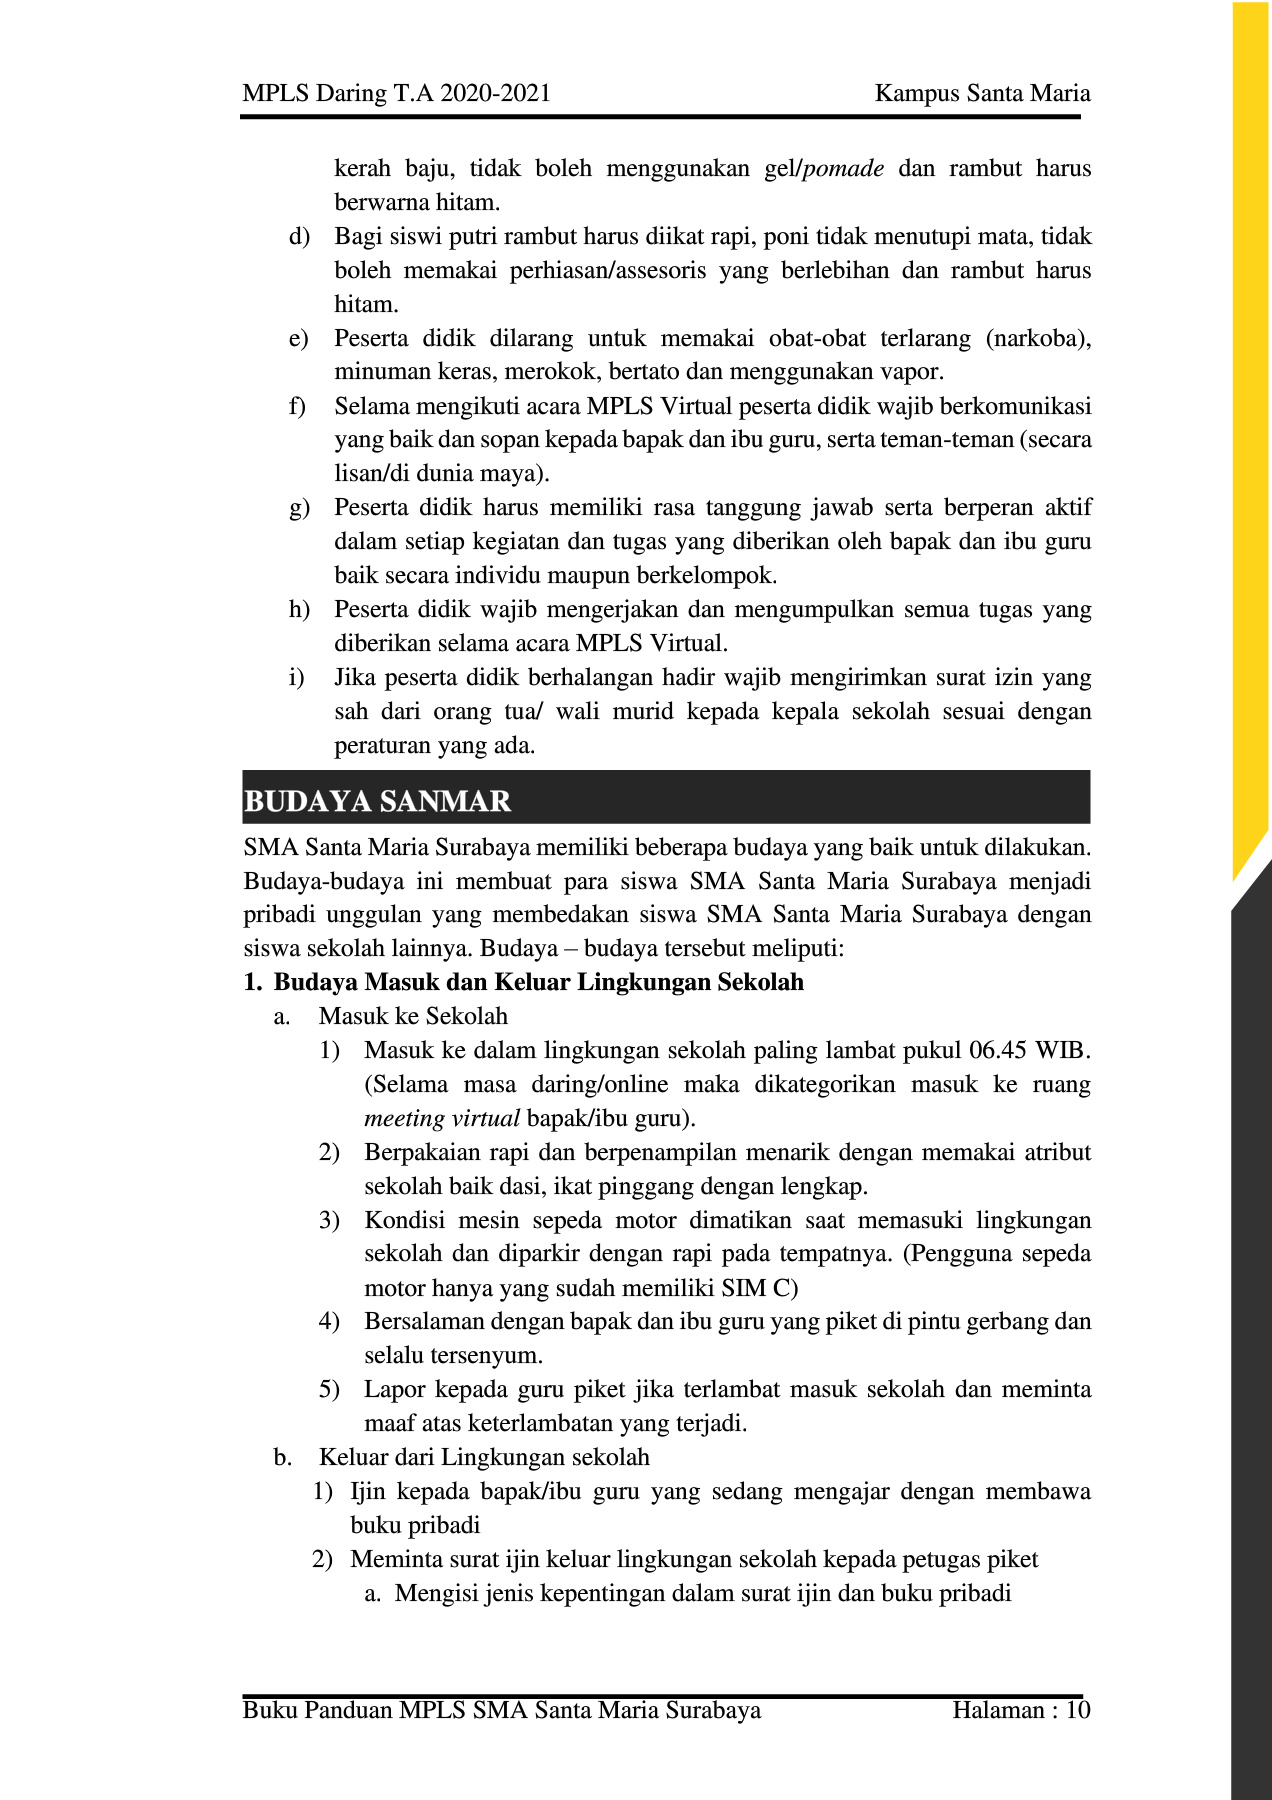 MPLS Daring T.A 2020-2021 Kampus Santa Maria
kerah baju, tidak boleh menggunakan gel/pomade dan rambut harus
berwarna hitam.
d) Bagi siswi putri rambut harus diikat rapi, poni tidak menutupi mata, tidak
boleh memakai perhiasan/assesoris yang berlebihan dan rambut harus
hitam.
e) Peserta didik dilarang untuk memakai obat-obat terlarang (narkoba),
minuman keras, merokok, bertato dan menggunakan vapor.
f) Selama mengikuti acara MPLS Virtual peserta didik wajib berkomunikasi
yang baik dan sopan kepada bapak dan ibu guru, serta teman-teman (secara
lisan/di dunia maya).
g) Peserta didik harus memiliki rasa tanggung jawab serta berperan aktif
dalam setiap kegiatan dan tugas yang diberikan oleh bapak dan ibu guru
baik secara individu maupun berkelompok.
h) Peserta didik wajib mengerjakan dan mengumpulkan semua tugas yang
diberikan selama acara MPLS Virtual.
i) Jika peserta didik berhalangan hadir wajib mengirimkan surat izin yang
sah dari orang tua/ wali murid kepada kepala sekolah sesuai dengan
peraturan yang ada.
BUDAYA SANMAR
SMA Santa Maria Surabaya memiliki beberapa budaya yang baik untuk dilakukan.
Budaya-budaya ini membuat para siswa SMA Santa Maria Surabaya menjadi
pribadi unggulan yang membedakan siswa SMA Santa Maria Surabaya dengan
siswa sekolah lainnya. Budaya – budaya tersebut meliputi:
1. Budaya Masuk dan Keluar Lingkungan Sekolah
a. Masuk ke Sekolah
1) Masuk ke dalam lingkungan sekolah paling lambat pukul 06.45 WIB.
(Selama masa daring/online maka dikategorikan masuk ke ruang
meeting virtual bapak/ibu guru).
2) Berpakaian rapi dan berpenampilan menarik dengan memakai atribut
sekolah baik dasi, ikat pinggang dengan lengkap.
3) Kondisi mesin sepeda motor dimatikan saat memasuki lingkungan
sekolah dan diparkir dengan rapi pada tempatnya. (Pengguna sepeda
motor hanya yang sudah memiliki SIM C)
4) Bersalaman dengan bapak dan ibu guru yang piket di pintu gerbang dan
selalu tersenyum.
5) Lapor kepada guru piket jika terlambat masuk sekolah dan meminta
maaf atas keterlambatan yang terjadi.
b. Keluar dari Lingkungan sekolah
1) Ijin kepada bapak/ibu guru yang sedang mengajar dengan membawa
buku pribadi
2) Meminta surat ijin keluar lingkungan sekolah kepada petugas piket
a. Mengisi jenis kepentingan dalam surat ijin dan buku pribadi
Buku Panduan MPLS SMA Santa Maria Surabaya Halaman : 10